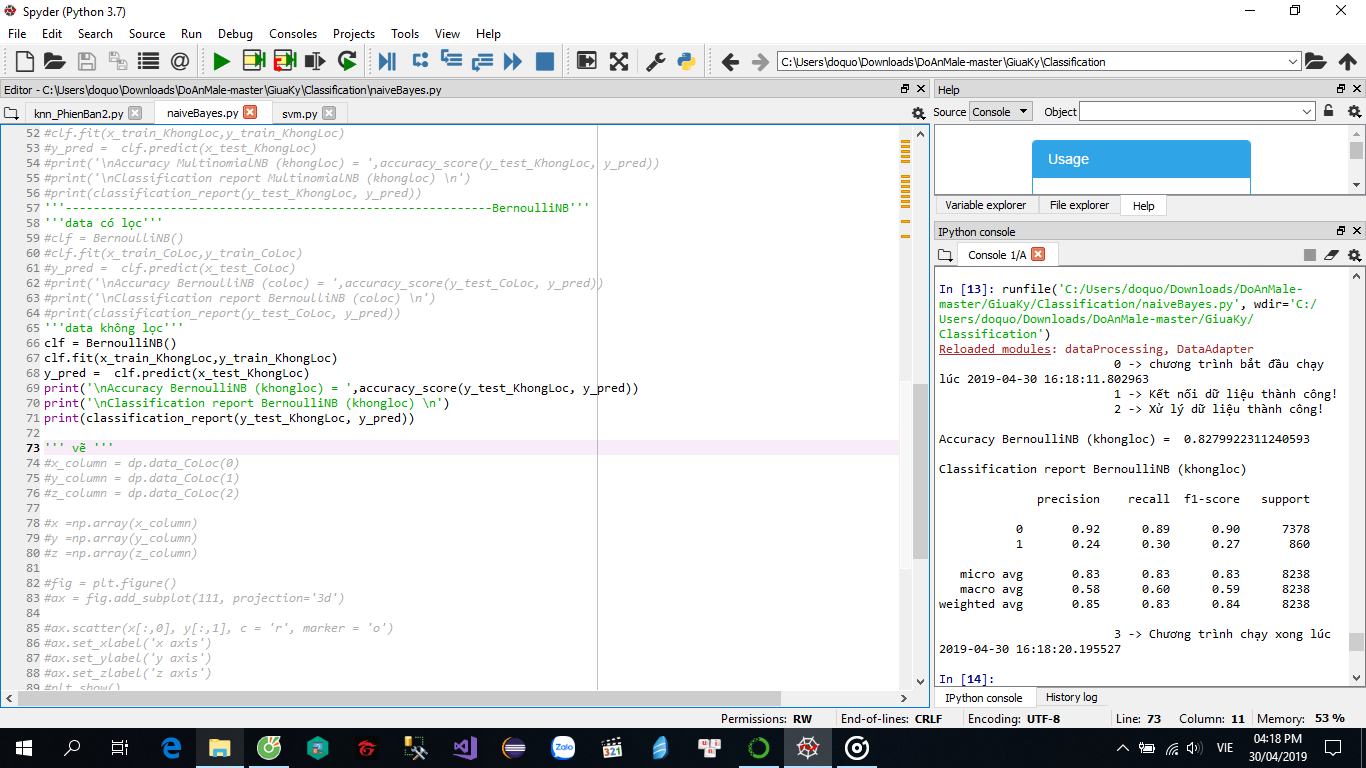 Spyder (Python 3.7)
File Edit Search Source Run Debug Consoles Projects Tools View Help
C:\Users\doquo\Downloads\DoAnMale-master\GiuaKy\Classification
Editor - C:\Users\doquo\Downloads\DoAnMale-master\GiuaKy\Classification\naiveBayes.py
knn_PhienBan2.py naiveBayes.py svm.py
52 #clf.fit(x_train_KhongLoc,y_train_KhongLoc)
53 #y_pred =  clf.predict(x_test_KhongLoc)
54 #print('\nAccuracy MultinomialNB (khongloc) = ',accuracy_score(y_test_KhongLoc, y_pred))
55 #print('\nClassification report MultinomialNB (khongloc) \n')
56 #print(classification_report(y_test_KhongLoc, y_pred))
57 '''-------------------------------------------------------------BernoulliNB'''
58 '''data có lọc'''
59 #clf = BernoulliNB()
60 #clf.fit(x_train_CoLoc,y_train_CoLoc)
61 #y_pred =  clf.predict(x_test_CoLoc)
62 #print('\nAccuracy BernoulliNB (coloc) = ',accuracy_score(y_test_CoLoc, y_pred))
63 #print('\nClassification report BernoulliNB (coloc) \n')
64 #print(classification_report(y_test_CoLoc, y_pred))
65 '''data không lọc'''
66 clf = BernoulliNB()
67 clf.fit(x_train_KhongLoc,y_train_KhongLoc)
68 y_pred =  clf.predict(x_test_KhongLoc)
69 print('\nAccuracy BernoulliNB (khongloc) = ',accuracy_score(y_test_KhongLoc, y_pred))
70 print('\nClassification report BernoulliNB (khongloc) \n')
71 print(classification_report(y_test_KhongLoc, y_pred))
72
73 ''' vẽ '''
74 #x_column = dp.data_CoLoc(0)
75 #y_column = dp.data_CoLoc(1)
76 #z_column = dp.data_CoLoc(2)
77
78 #x =np.array(x_column)
79 #y =np.array(y_column)
80 #z =np.array(z_column)
81
82 #fig = plt.figure()
83 #ax = fig.add_subplot(111, projection='3d')
84
85 #ax.scatter(x[:,0], y[:,1], c = 'r', marker = 'o')
86 #ax.set_xlabel('x axis')
87 #ax.set_ylabel('y axis')
88 #ax.set_zlabel('z axis')
89 #plt.show()
Help
Source Console Object
Usage
Variable explorer File explorer Help
IPython console
Console 1/A
In [13]: runfile('C:/Users/doquo/Downloads/DoAnMale-
master/GiuaKy/Classification/naiveBayes.py', wdir='C:/
Users/doquo/Downloads/DoAnMale-master/GiuaKy/
Classification')
Reloaded modules: dataProcessing, DataAdapter
0 -> chương trình bắt đầu chạy
lúc 2019-04-30 16:18:11.802963
1 -> Kết nối dữ liệu thành công!
2 -> Xử lý dữ liệu thành công!
Accuracy BernoulliNB (khongloc) =  0.8279922311240593
Classification report BernoulliNB (khongloc)
precision recall f1-score support
0 0.92 0.89 0.90 7378
1 0.24 0.30 0.27 860
micro avg 0.83 0.83 0.83 8238
macro avg 0.58 0.60 0.59 8238
weighted avg 0.85 0.83 0.84 8238
3 -> Chương trình chạy xong lúc
2019-04-30 16:18:20.195527
In [14]:
IPython console History log
Permissions: RW End-of-lines: CRLF Encoding: UTF-8 Line: 73 Column: 11 Memory: 53 %
Zalo 321 VIE 04:18 PM
30/04/2019